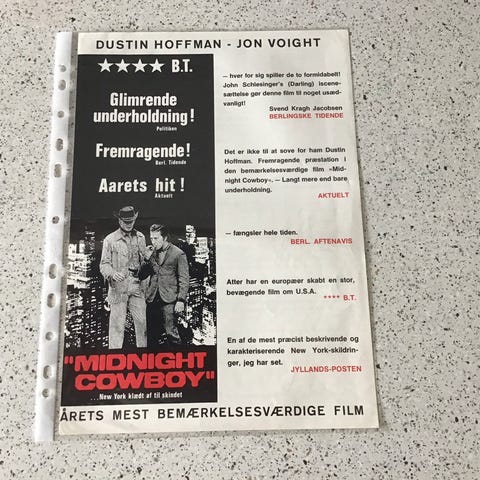 DUSTIN HOFFMAN - JON VOIGHT
★★★★ B.T.
Glimrende
underholdning!
Politiken
Fremragende!
Berl. Tidende
Aarets hit!
Aktuelt
"MIDNIGHT
COWBOY"
...New York klædt af til skindet
— hver for sig spiller de to formidabelt!
John Schlesinger's (Darling) iscene-
sættelse gør denne film til noget usæd-
vanligt!
Svend Kragh Jacobsen
BERLINGSKE TIDENDE
Det er ikke til at sove for ham Dustin
Hoffman. Fremragende præstation i
den bemærkelsesværdige film »Mid-
night Cowboy«. — Langt mere end bare
underholdning.
AKTUELT
— fængsler hele tiden.
BERL. AFTENAVIS
Atter har en europæer skabt en stor,
bevægende film om U.S.A.
**** B.T.
En af de mest præcist beskrivende og
karakteriserende New York-skildrin-
ger, jeg har set.
JYLLANDS-POSTEN
ÅRETS MEST BEMÆRKELSESVÆRDIGE FILM